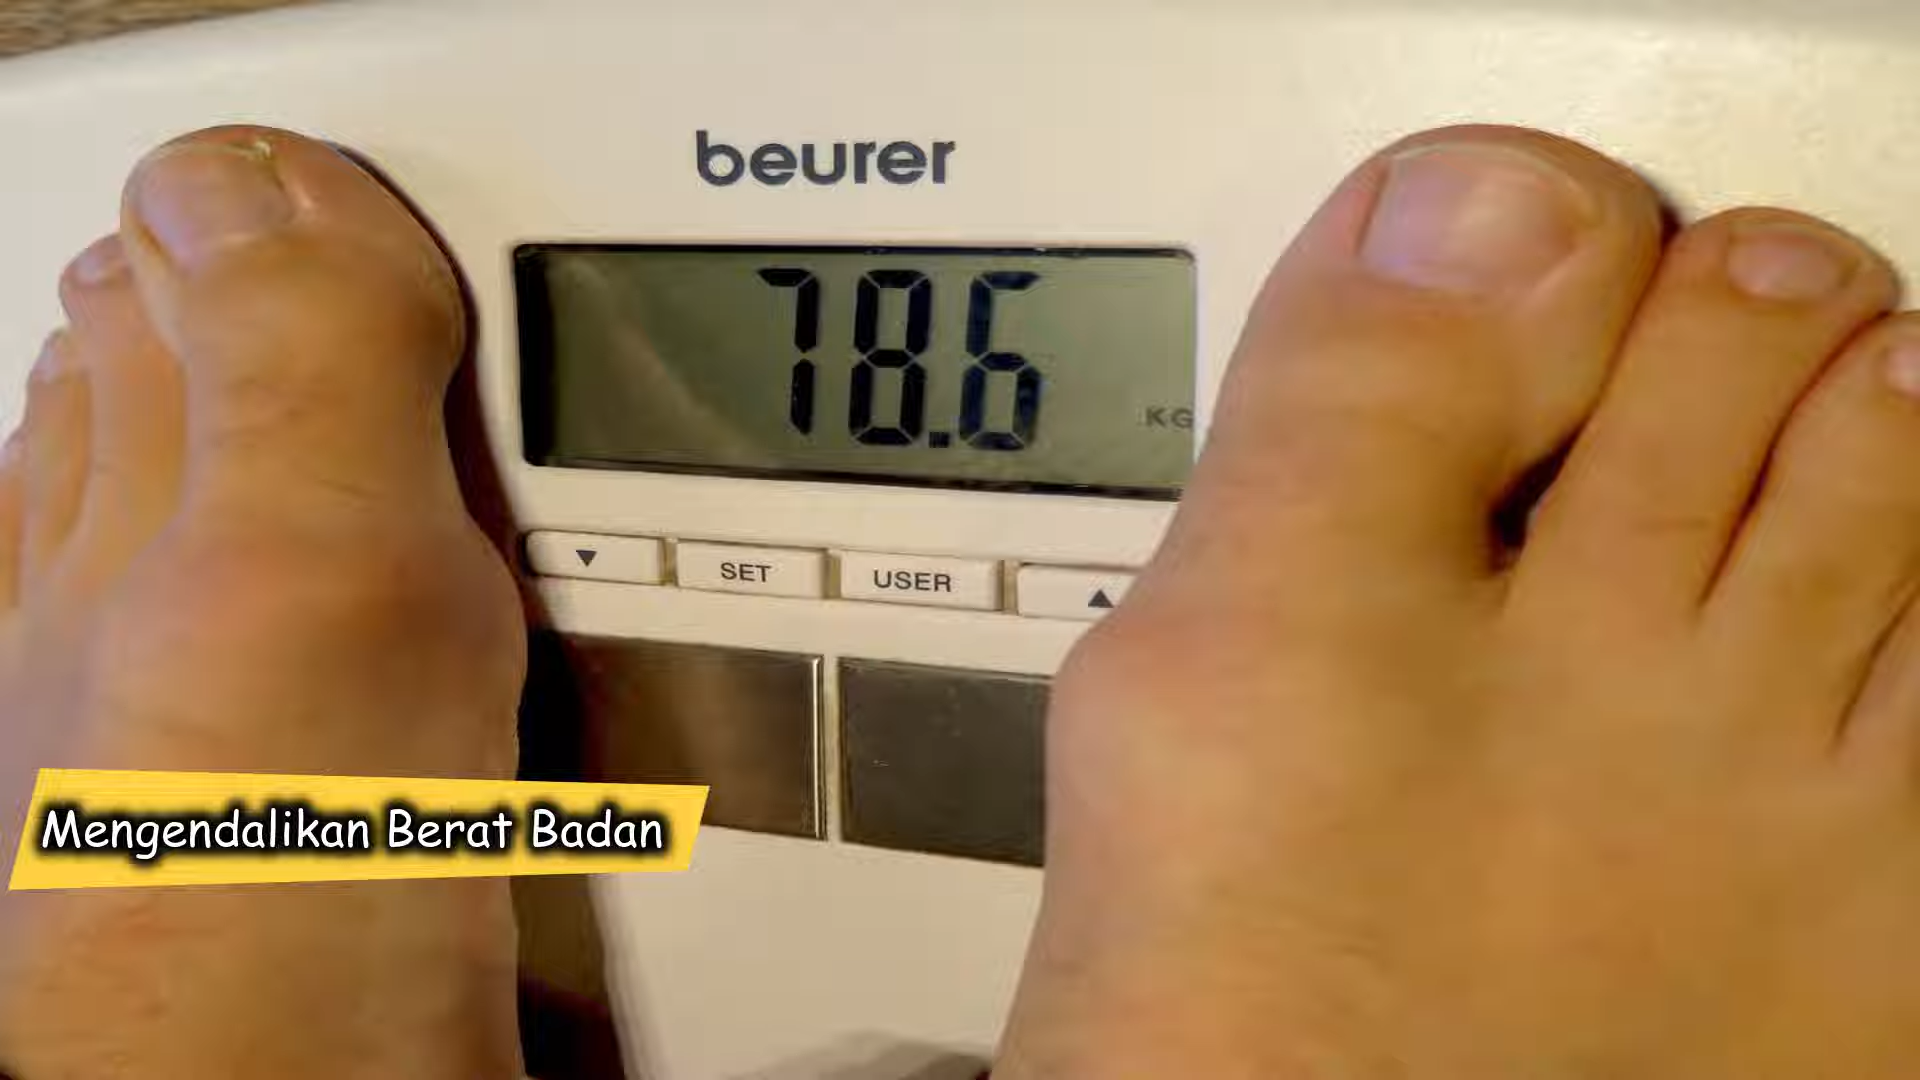 beurer
78.6
KG
▼ SET USER ▲
Mengendalikan Berat Badan